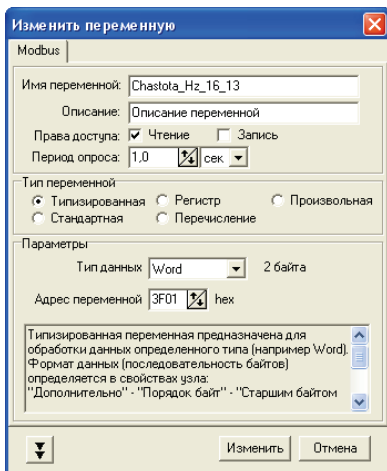 Изменить переменную
Modbus
Имя переменной: Chastota_Hz_16_13
Описание: Описание переменной
Права доступа: Чтение Запись
Период опроса: 1,0 сек
Тип переменной
Типизированная Регистр Произвольная
Стандартная Перечисление
Параметры
Тип данных Word 2 байта
Адрес переменной 3F01 hex
Типизированная переменная предназначена для
обработки данных определенного типа (например Word).
Формат данных (последовательность байтов)
определяется в свойствах узла:
"Дополнительно" - "Порядок байт" - "Старшим байтом
Изменить Отмена